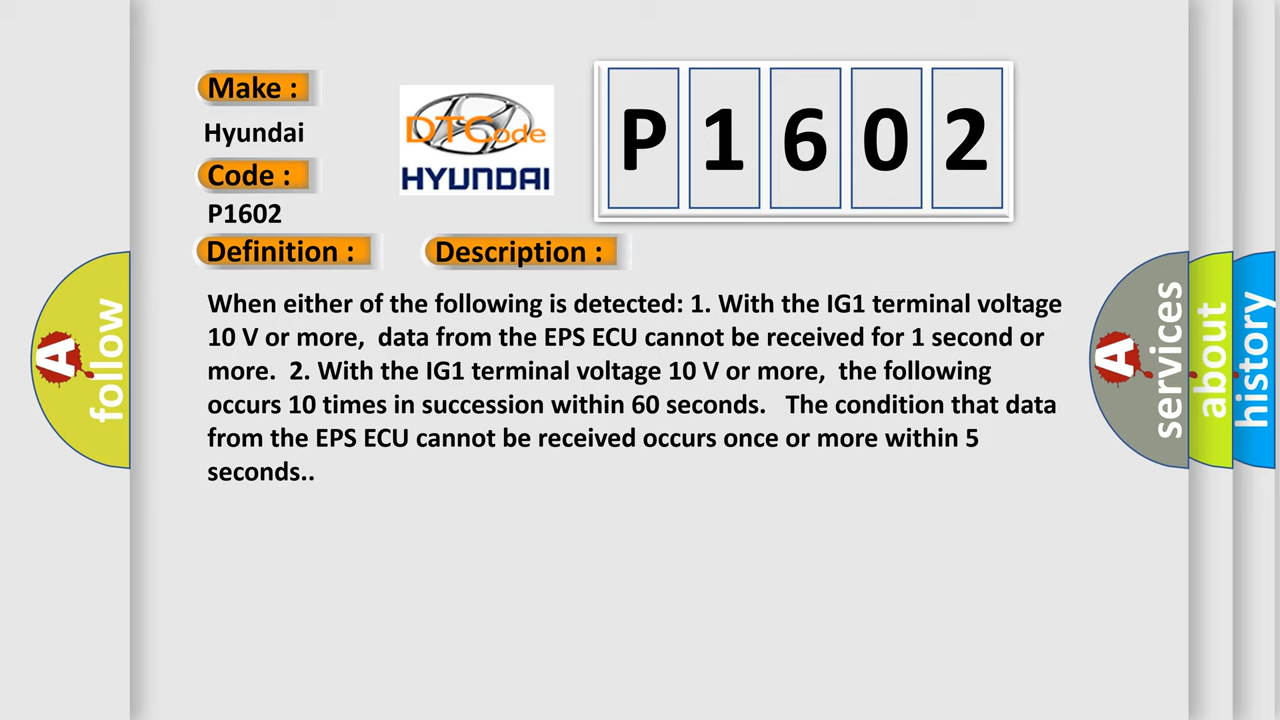 Make :
Hyundai
Code :
P1602
Definition :
Description :
DTCode
HYUNDAI
P1602
When either of the following is detected: 1. With the IG1 terminal voltage
10 V or more,  data from the EPS ECU cannot be received for 1 second or
more.  2. With the IG1 terminal voltage 10 V or more,  the following
occurs 10 times in succession within 60 seconds.   The condition that data
from the EPS ECU cannot be received occurs once or more within 5
seconds..
A
follow
A
services
about
history